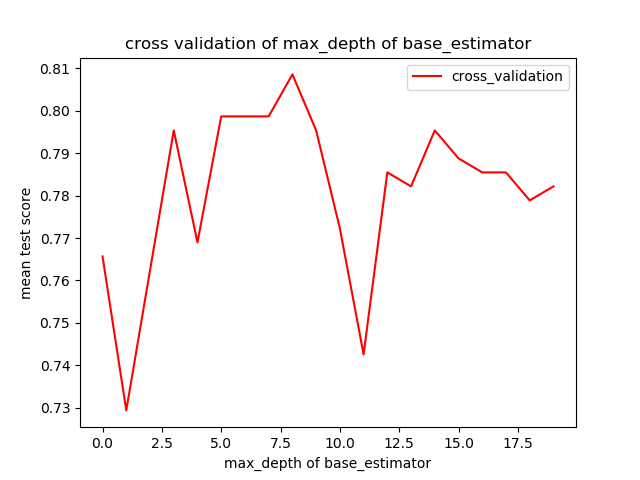 cross validation of max_depth of base_estimator
cross_validation
mean test score
0.81
0.80
0.79
0.78
0.77
0.76
0.75
0.74
0.73
0.0 2.5 5.0 7.5 10.0 12.5 15.0 17.5
max_depth of base_estimator